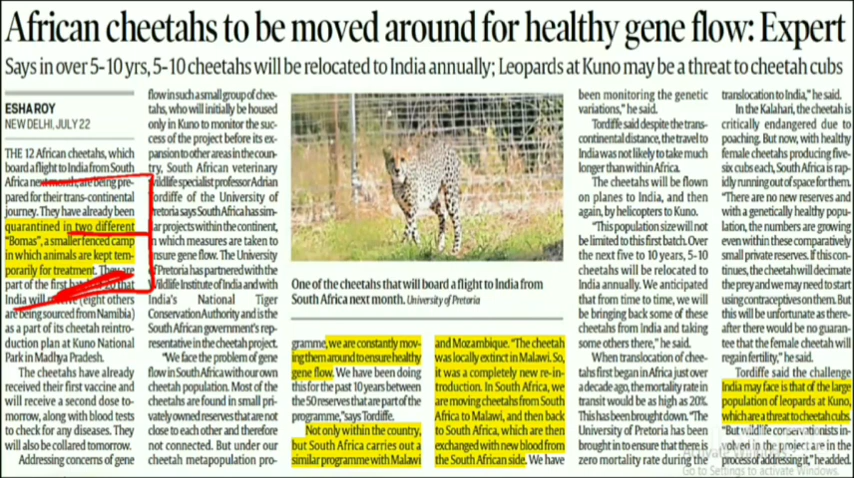 African cheetahs to be moved around for healthy gene flow: Expert
Says in over 5-10 yrs, 5-10 cheetahs will be relocated to India annually; Leopards at Kuno may be a threat to cheetah cubs
ESHA ROY
NEW DELHI, JULY 22
THE 12 African cheetahs, which
board a flight to India from South
Africa next month, are being pre-
pared for their trans-continental
journey. They have already been
quarantined in two different
"Bomas", a smaller fenced camp
in which animals are kept tem-
porarily for treatment. They are
part of the first that
India will (eight others
are being sourced from Namibia)
as part of its cheetah reintro-
duction plan at Kuno National
Park in Madhya Pradesh.
The cheetahs have already
received their first vaccine and
will receive a second dose to-
morrow, along with blood tests
to check for any diseases. They
will also be collared tomorrow.
Addressing concerns of gene
flow in such a small group of chee-
tahs, who will initially be housed
only in Kuno to monitor the suc-
cess of the project before its ex-
pansion to other areas in the coun-
try, South African veterinary
wildlife specialist professor Adrian
Tordiffe of the University of
Pretoria says South Africa has sim-
ilar projects within the continent,
in which measures are taken to
ensure gene flow. The University
of Pretoria has partnered with the
Wildlife Institute of India and with
India's National Tiger
Conservation Authority and is the
South African government's rep-
resentative in the cheetah project.
"We face the problem of gene
flow in South Africa with our own
cheetah population. Most of the
cheetahs are found in small pri-
vately owned reserves that are not
close to each other and therefore
not connected. But under our
cheetah metapopulation pro-
One of the cheetahs that will board a flight to India from
South Africa next month. University of Pretoria
gramme, we are constantly mov-
ing them around to ensure healthy
gene flow. We have been doing
this for the past 10 years between
the 50 reserves that are part of the
programme," says Tordiffe.
Not only within the country,
but South Africa carries out a
similar programme with Malawi
and Mozambique. "The cheetah
was locally extinct in Malawi. So,
it was a completely new re-in-
troduction. In South Africa, we
are moving cheetahs from South
Africa to Malawi, and then back
to South Africa, which are then
exchanged with new blood from
the South African side. We have
been monitoring the genetic
variations," he said.
Tordiffe said despite the trans-
continental distance, the travel to
India was not likely to take much
longer than within Africa.
The cheetahs will be flown
on planes to India, and then
again, by helicopters to Kuno.
"This population size will not
be limited to this first batch. Over
the next five to 10 years, 5-10
cheetahs will be relocated to
India annually. We anticipated
that from time to time, we will
be bringing back some of these
cheetahs from India and taking
some others there," he said.
When translocation of chee-
tahs first began in Africa just over
a decade ago, the mortality rate in
transit would be as high as 20%.
This has been brought down. "The
University of Pretoria has been
brought in to ensure that there is
zero mortality rate during the
translocation to India," he said.
In the Kalahari, the cheetah is
critically endangered due to
poaching. But now, with healthy
female cheetahs producing five-
six cubs each, South Africa is rap-
idly running out of space for them.
"There are no new reserves and
with a genetically healthy popu-
lation, the numbers are growing
even within these comparatively
small private reserves. If this con-
tinues, the cheetah will decimate
the prey and we may need to start
using contraceptives on them. But
this will be unfortunate as there-
after there would be no guaran-
tee that the female cheetah will
regain fertility," he said.
Tordiffe said the challenge
India may face is that of the large
population of leopards at Kuno,
which are a threat to cheetah cubs.
"But wildlife conservationists in-
volved in the project are in the
process of addressing it," he added.
Activate Windows
Go to Settings to activate Windows.